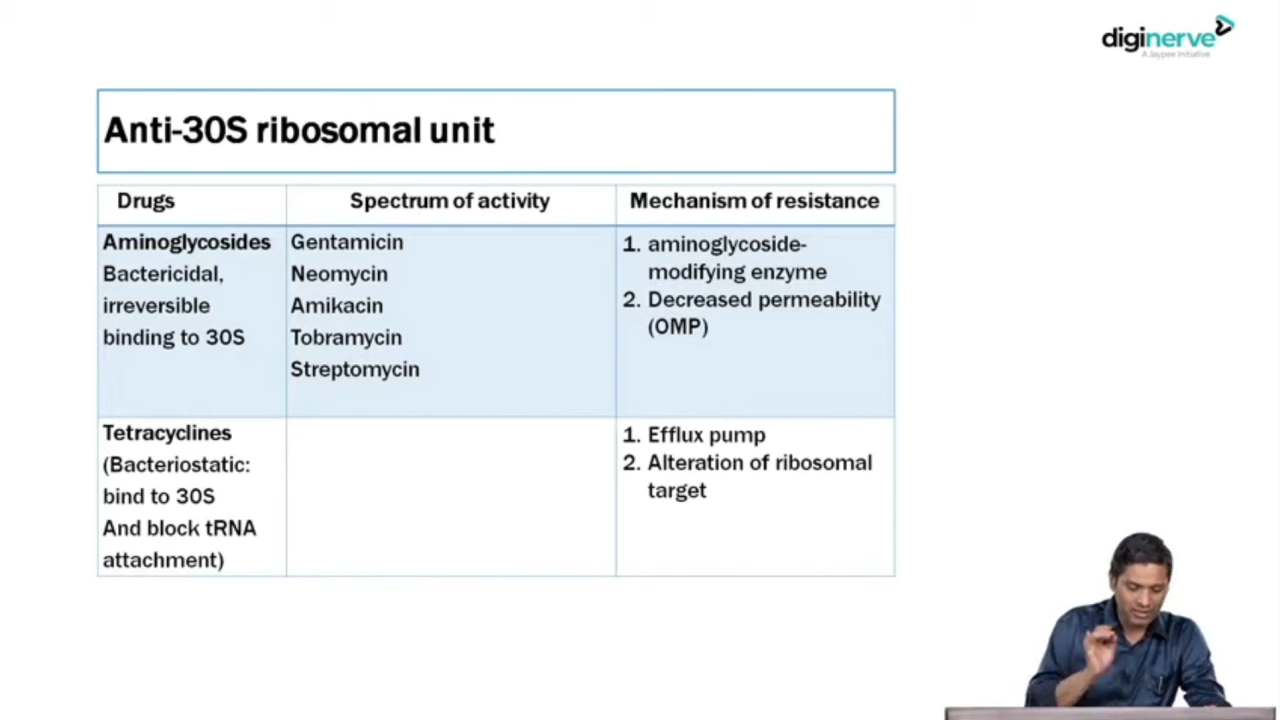 diginerve
A Jaypee Initiative
Anti-30S ribosomal unit
Drugs
Spectrum of activity
Mechanism of resistance
Aminoglycosides
Bactericidal,
irreversible
binding to 30S
Gentamicin
Neomycin
Amikacin
Tobramycin
Streptomycin
1. aminoglycoside-
modifying enzyme
2. Decreased permeability
(OMP)
Tetracyclines
(Bacteriostatic:
bind to 30S
And block tRNA
attachment)
1. Efflux pump
2. Alteration of ribosomal
target